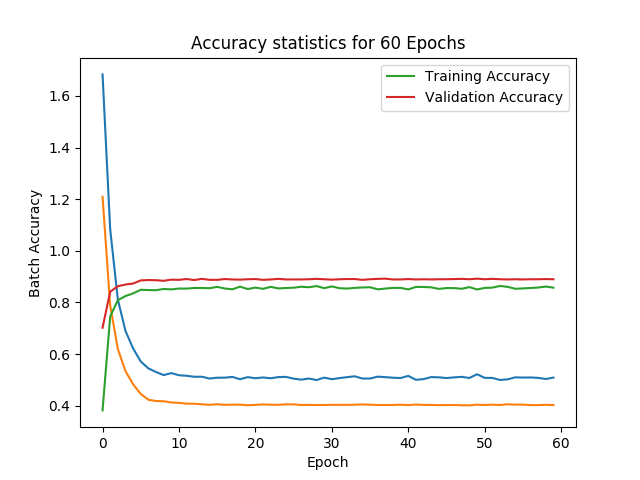 Accuracy statistics for 60 Epochs
Training Accuracy
Validation Accuracy
Batch Accuracy
1.6
1.4
1.2
1.0
0.8
0.6
0.4
0 10 20 30 40 50 60
Epoch